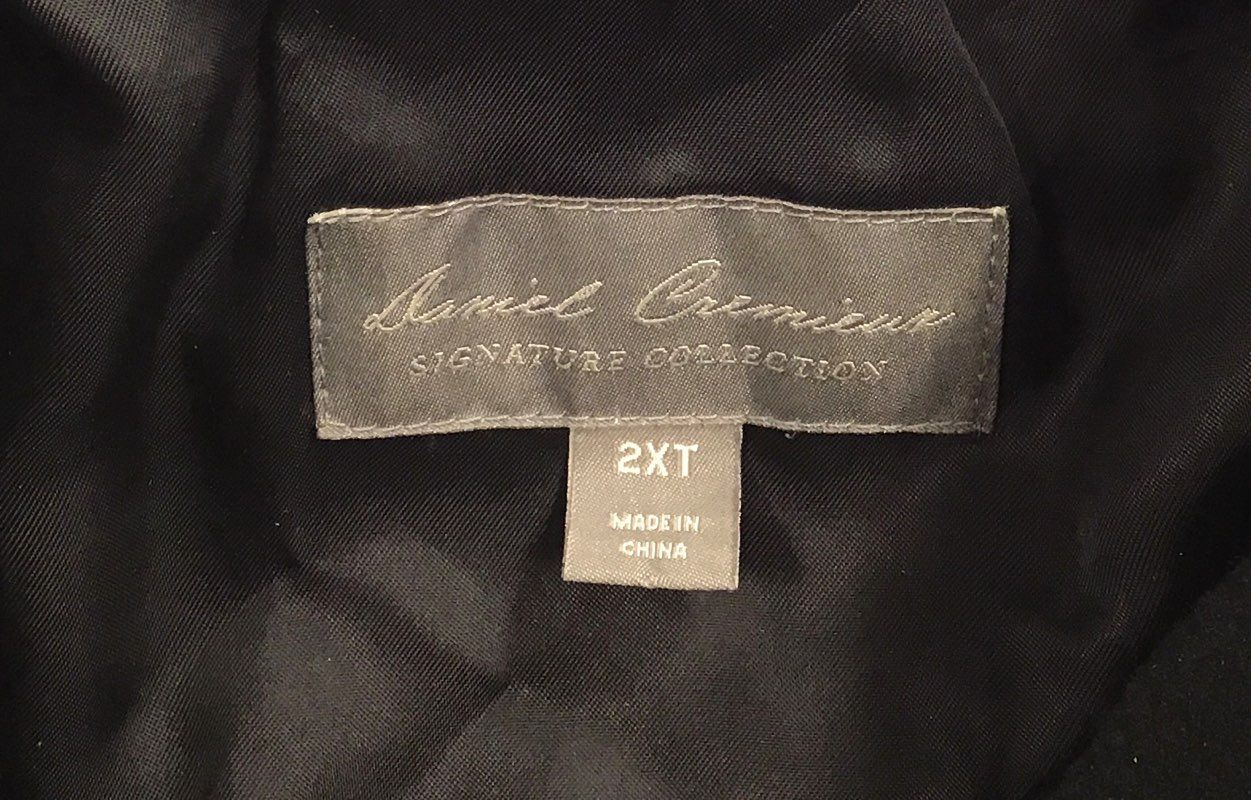 Daniel Cremieux
SIGNATURE COLLECTION
2XT
MADE IN
CHINA